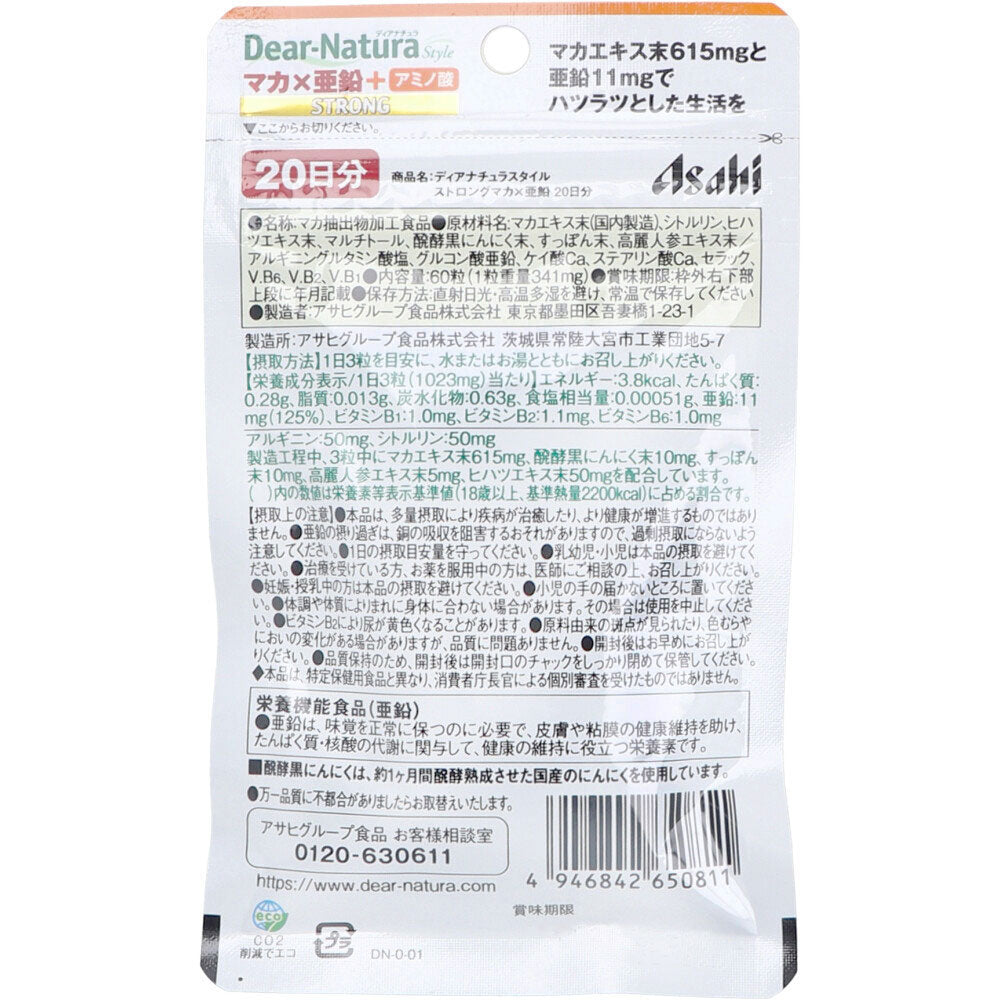 ディアナチュラ
Dear-Natura Style
マカ×亜鉛+ アミノ酸
STRONG
▼ここからお切りください。
マカエキス末615mgと
亜鉛11mgで
ハツラツとした生活を
20日分
商品名:ディアナチュラスタイル
ストロングマカ×亜鉛 20日分
Asahi
●名称:マカ抽出物加工食品●原材料名:マカエキス末(国内製造)、シトルリン、ヒハ
ツエキス末、マルチトール、醗酵黒にんにく末、すっぽん末、高麗人参エキス末/
アルギニングルタミン酸塩、グルコン酸亜鉛、ケイ酸Ca、ステアリン酸Ca、セラック、
V.B6、V.B2、V.B1●内容量:60粒(1粒重量341mg)●賞味期限:枠外右下部
上段に年月記載●保存方法:直射日光・高温多湿を避け、常温で保存してください
●製造者:アサヒグループ食品株式会社 東京都墨田区吾妻橋1-23-1
製造所:アサヒグループ食品株式会社 茨城県常陸大宮市工業団地5-7
【摂取方法】1日3粒を目安に、水またはお湯とともにお召し上がりください。
【栄養成分表示/1日3粒(1023mg)当たり】エネルギー:3.8kcal、たんぱく質:
0.28g、脂質:0.013g、炭水化物:0.63g、食塩相当量:0.00051g、亜鉛:11
mg(125%)、ビタミンB1:1.0mg、ビタミンB2:1.1mg、ビタミンB6:1.0mg
アルギニン:50mg、シトルリン:50mg
製造工程中、3粒中にマカエキス末615mg、醗酵黒にんにく末10mg、すっぽん
末10mg、高麗人参エキス末5mg、ヒハツエキス末50mgを配合しています。
( )内の数値は栄養素等表示基準値(18歳以上、基準熱量2200kcal)に占める割合です。
【摂取上の注意】●本品は、多量摂取により疾病が治癒したり、より健康が増進するものではあり
ません。●亜鉛の摂り過ぎは、銅の吸収を阻害するおそれがありますので、過剰摂取にならないよう
注意してください。●1日の摂取目安量を守ってください。●乳幼児・小児は本品の摂取を避けてく
ださい。●治療を受けている方、お薬を服用中の方は、医師にご相談の上、お召し上がりください。
●妊娠・授乳中の方は本品の摂取を避けてください。●小児の手の届かないところに置いてくださ
い。●体調や体質によりまれに身体に合わない場合があります。その場合は使用を中止してくださ
い。●ビタミンB2により尿が黄色くなることがあります。●原料由来の斑点が見られたり、色むらや
においの変化がある場合がありますが、品質に問題ありません。●開封後はお早めにお召し上が
りください。●品質保持のため、開封後は開封口のチャックをしっかり閉めて保管してください。
◆本品は、特定保健用食品と異なり、消費者庁長官による個別審査を受けたものではありません。
栄養機能食品(亜鉛)
●亜鉛は、味覚を正常に保つのに必要で、皮膚や粘膜の健康維持を助け、
たんぱく質・核酸の代謝に関与して、健康の維持に役立つ栄養素です。
■醗酵黒にんにくは、約1ヶ月間醗酵熟成させた国産のにんにくを使用しています。
●万一品質に不都合がありましたらお取替えいたします。
アサヒグループ食品 お客様相談室
0120-630611
https://www.dear-natura.com
4 946842 650811
賞味期限
eco
CO2
削減でエコ
プラ
DN-0-01